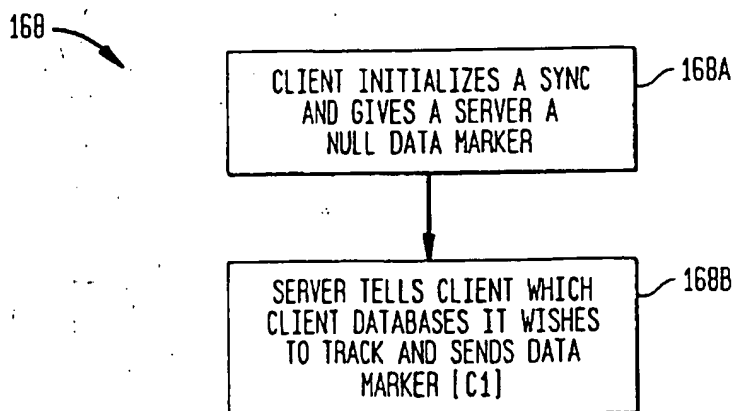 168
CLIENT INITIALIZES A SYNC
AND GIVES A SERVER A
NULL DATA MARKER
168A
SERVER TELLS CLIENT WHICH
CLIENT DATABASES IT WISHES
TO TRACK AND SENDS DATA
MARKER [C1]
168B